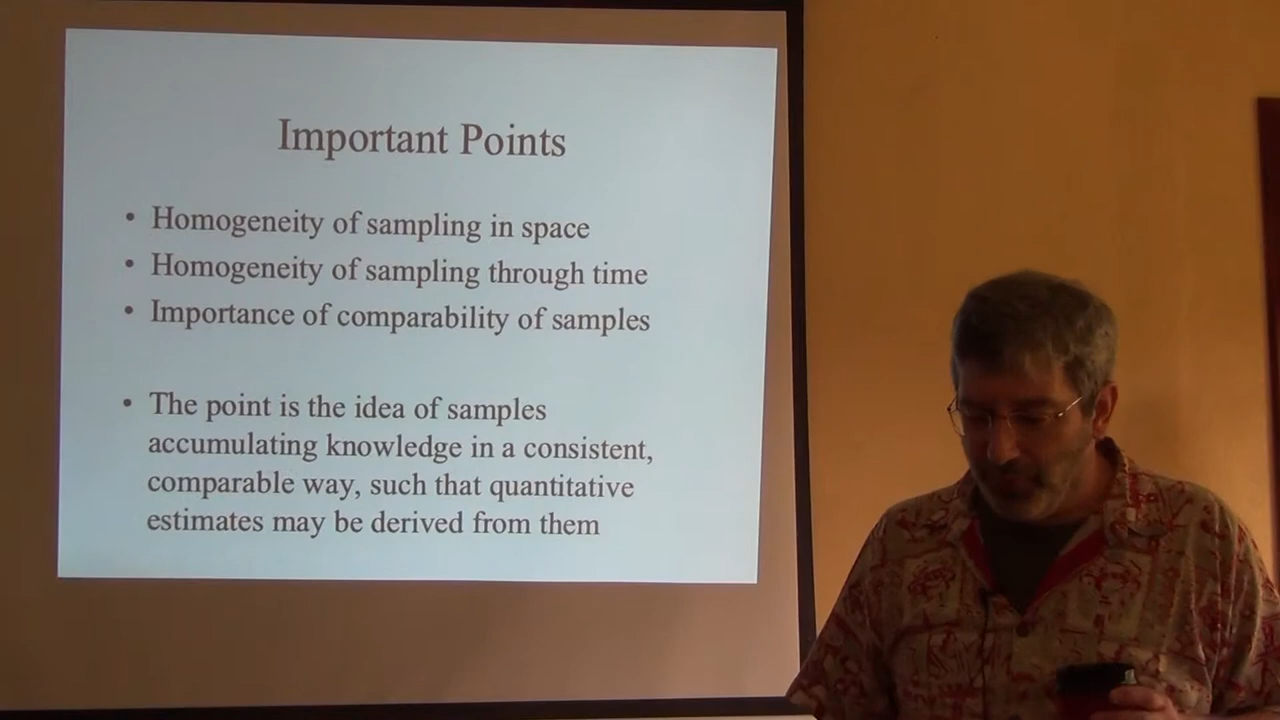 Important Points
• Homogeneity of sampling in space
• Homogeneity of sampling through time
• Importance of comparability of samples
• The point is the idea of samples
accumulating knowledge in a consistent,
comparable way, such that quantitative
estimates may be derived from them